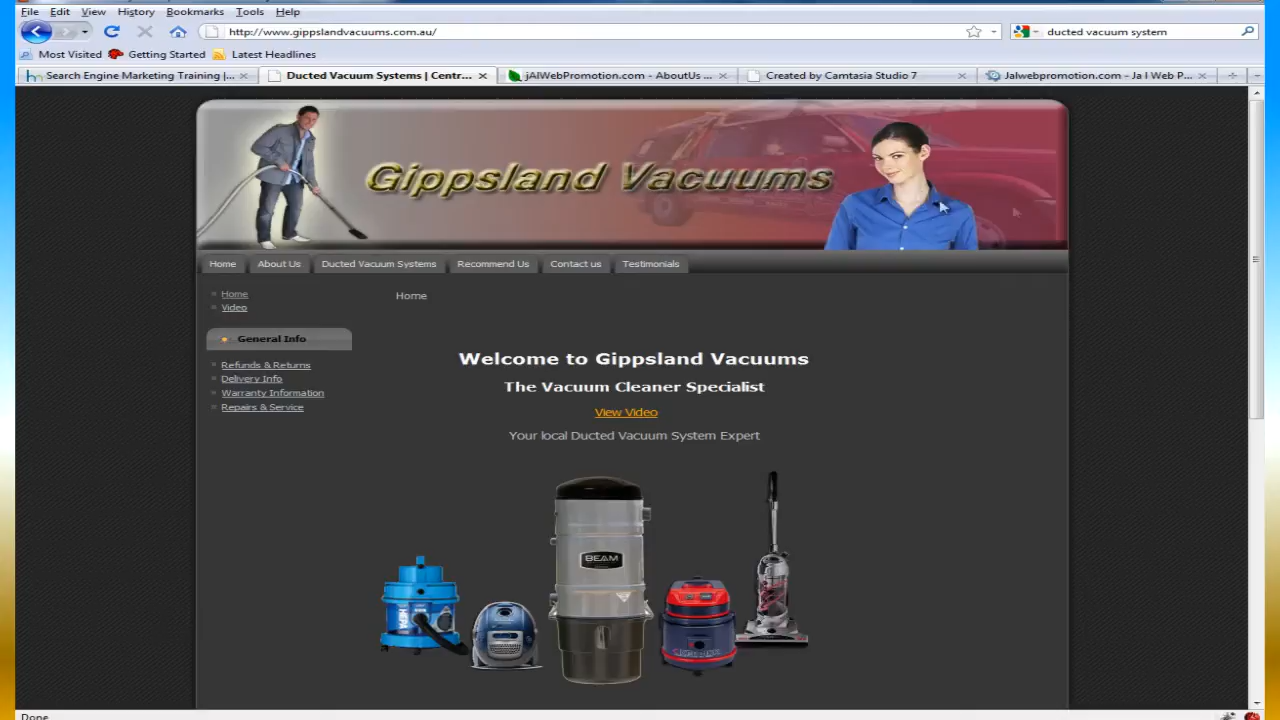 File Edit View History Bookmarks Tools Help
http://www.gippslandvacuums.com.au/
ducted vacuum system
Most Visited Getting Started Latest Headlines
Search Engine Marketing Training |...
Ducted Vacuum Systems | Centr...
jAlWebPromotion.com - AboutUs ...
Created by Camtasia Studio 7
Jalwebpromotion.com - Ja l Web P...
Gippsland Vacuums
Home About Us Ducted Vacuum Systems Recommend Us Contact us Testimonials
Home
Video
General Info
Refunds & Returns
Delivery Info
Warranty Information
Repairs & Service
Home
Welcome to Gippsland Vacuums
The Vacuum Cleaner Specialist
View Video
Your local Ducted Vacuum System Expert
BEAM
HEPA
Done